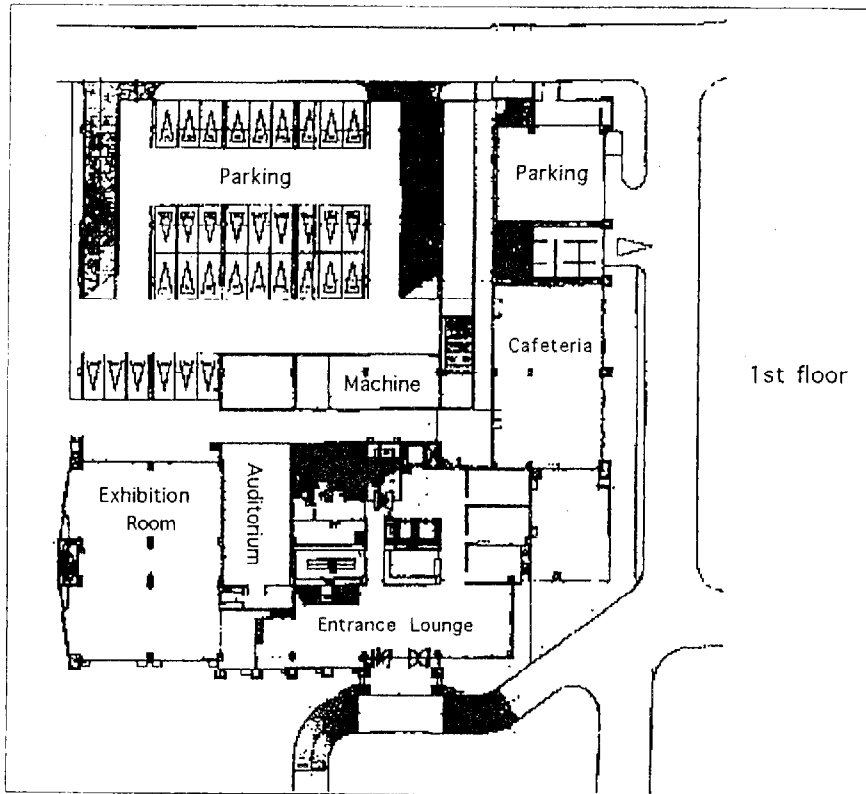 Parking
Parking
Cafeteria
Machine
1st floor
Auditorium
Exhibition
Room
Entrance Lounge